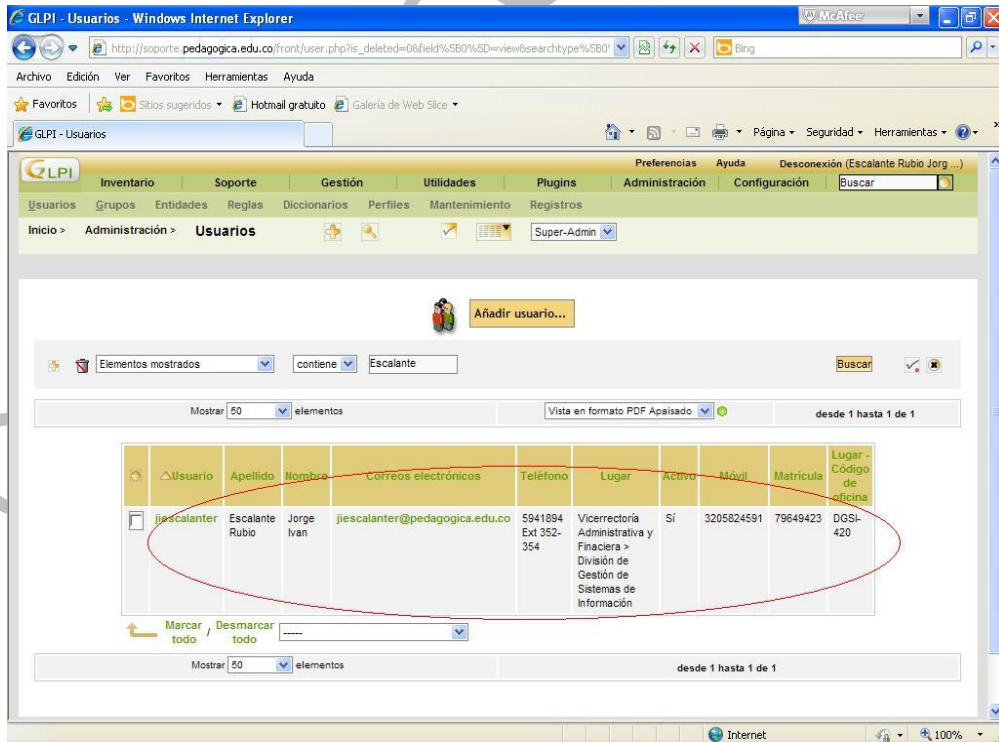 GLPI - Usuarios - Windows Internet Explorer
McAfee
http://soporte.pedagogica.edu.co/front/user.php?is_deleted=0&field%5B0%5D=view&searchtype%5B0'
Bing
Archivo Edición Ver Favoritos Herramientas Ayuda
Favoritos Sitios sugeridos Hotmail gratuito Galería de Web Slice
GLPI - Usuarios Página Seguridad Herramientas »
GLPI Preferencias Ayuda Desconexión (Escalante Rubio Jorg ...)
Inventario Soporte Gestión Utilidades Plugins Administración Configuración Buscar
Usuarios Grupos Entidades Reglas Diccionarios Perfiles Mantenimiento Registros
Inicio > Administración > Usuarios Super-Admin
Añadir usuario...
Elementos mostrados contiene Escalante Buscar
Mostrar 50 elementos Vista en formato PDF Apaisado desde 1 hasta 1 de 1
Usuario Apellido Nombre Correos electrónicos Teléfono Lugar Activo Móvil Matrícula Lugar - Código de oficina
jiescalanter Escalante Jorge jiescalanter@pedagogica.edu.co 5941894 Vicerrectoría Sí 3205824591 79649423 DGSI-
Rubio Ivan Ext 352- Administrativa y 420
354 Finaciera >
División de
Gestión de
Sistemas de
Información
Marcar todo / Desmarcar todo -----
Mostrar 50 elementos desde 1 hasta 1 de 1
Internet 100%